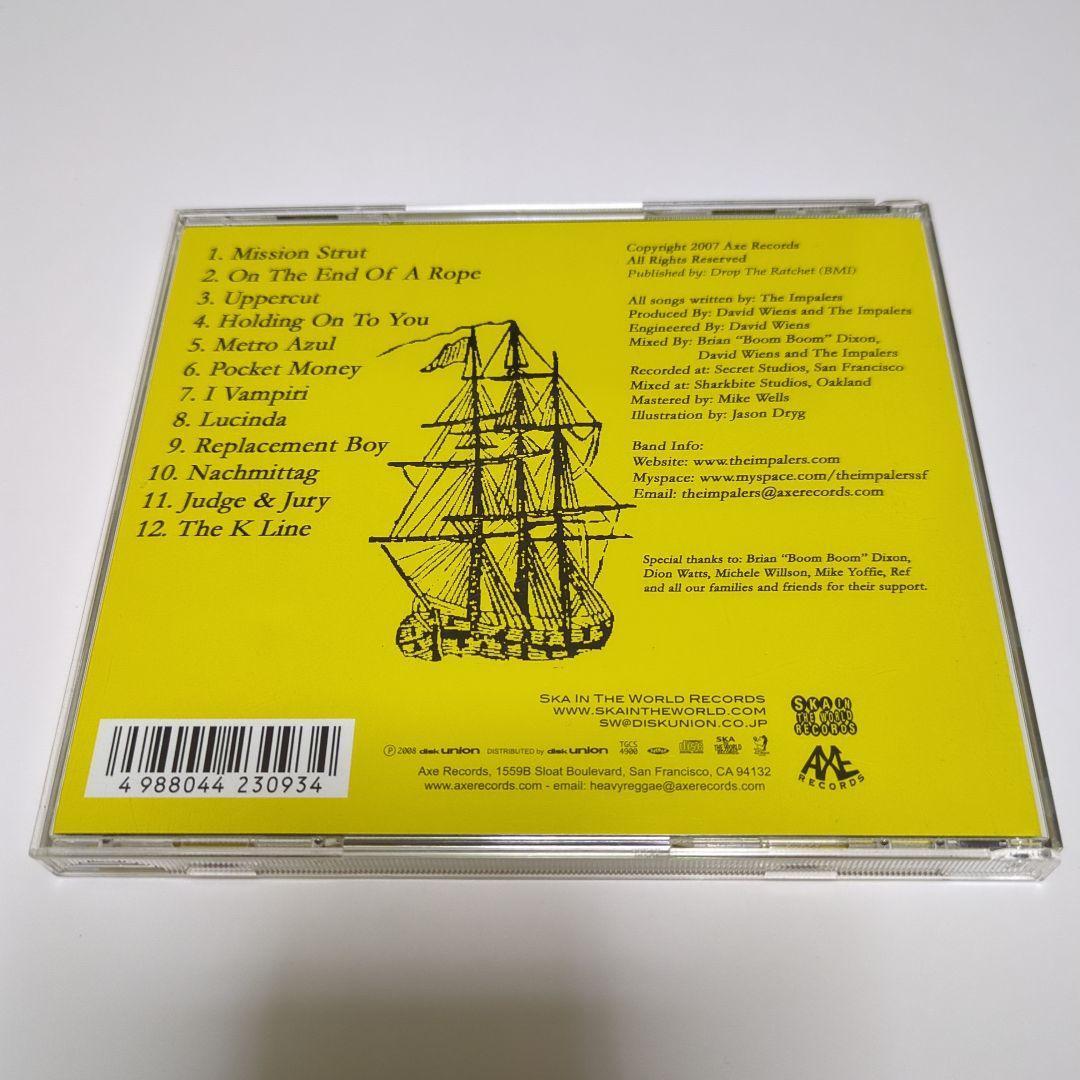 1. Mission Strut
2. On The End Of A Rope
3. Uppercut
4. Holding On To You
5. Metro Azul
6. Pocket Money
7. I Vampiri
8. Lucinda
9. Replacement Boy
10. Nachmittag
11. Judge & Jury
12. The K Line
Copyright 2007 Axe Records
All Rights Reserved
Published by: Drop The Ratchet (BMI)
All songs written by: The Impalers
Produced By: David Wiens and The Impalers
Engineered By: David Wiens
Mixed By: Brian "Boom Boom" Dixon,
David Wiens and The Impalers
Recorded at: Secret Studios, San Francisco
Mixed at: Sharkbite Studios, Oakland
Mastered by: Mike Wells
Illustration by: Jason Dryg
Band Info:
Website: www.theimpalers.com
Myspace: www.myspace.com/theimpalerssf
Email: theimpalers@axerecords.com
Special thanks to: Brian "Boom Boom" Dixon,
Dion Watts, Michele Willson, Mike Yoffie, Ref
and all our families and friends for their support.
SKA IN THE WORLD RECORDS
WWW.SKAINTHEWORLD.COM
SW@DISKUNION.CO.JP
SKA IN
THE WORLD
RECORDS
℗ 2008 disk union DISTRIBUTED by disk union TGCS
4900
SKA
IN THE WORLD
RECORDS
Axe Records, 1559B Sloat Boulevard, San Francisco, CA 94132
www.axerecords.com - email: heavyreggae@axerecords.com
AXE
RECORDS
4 988044 230934